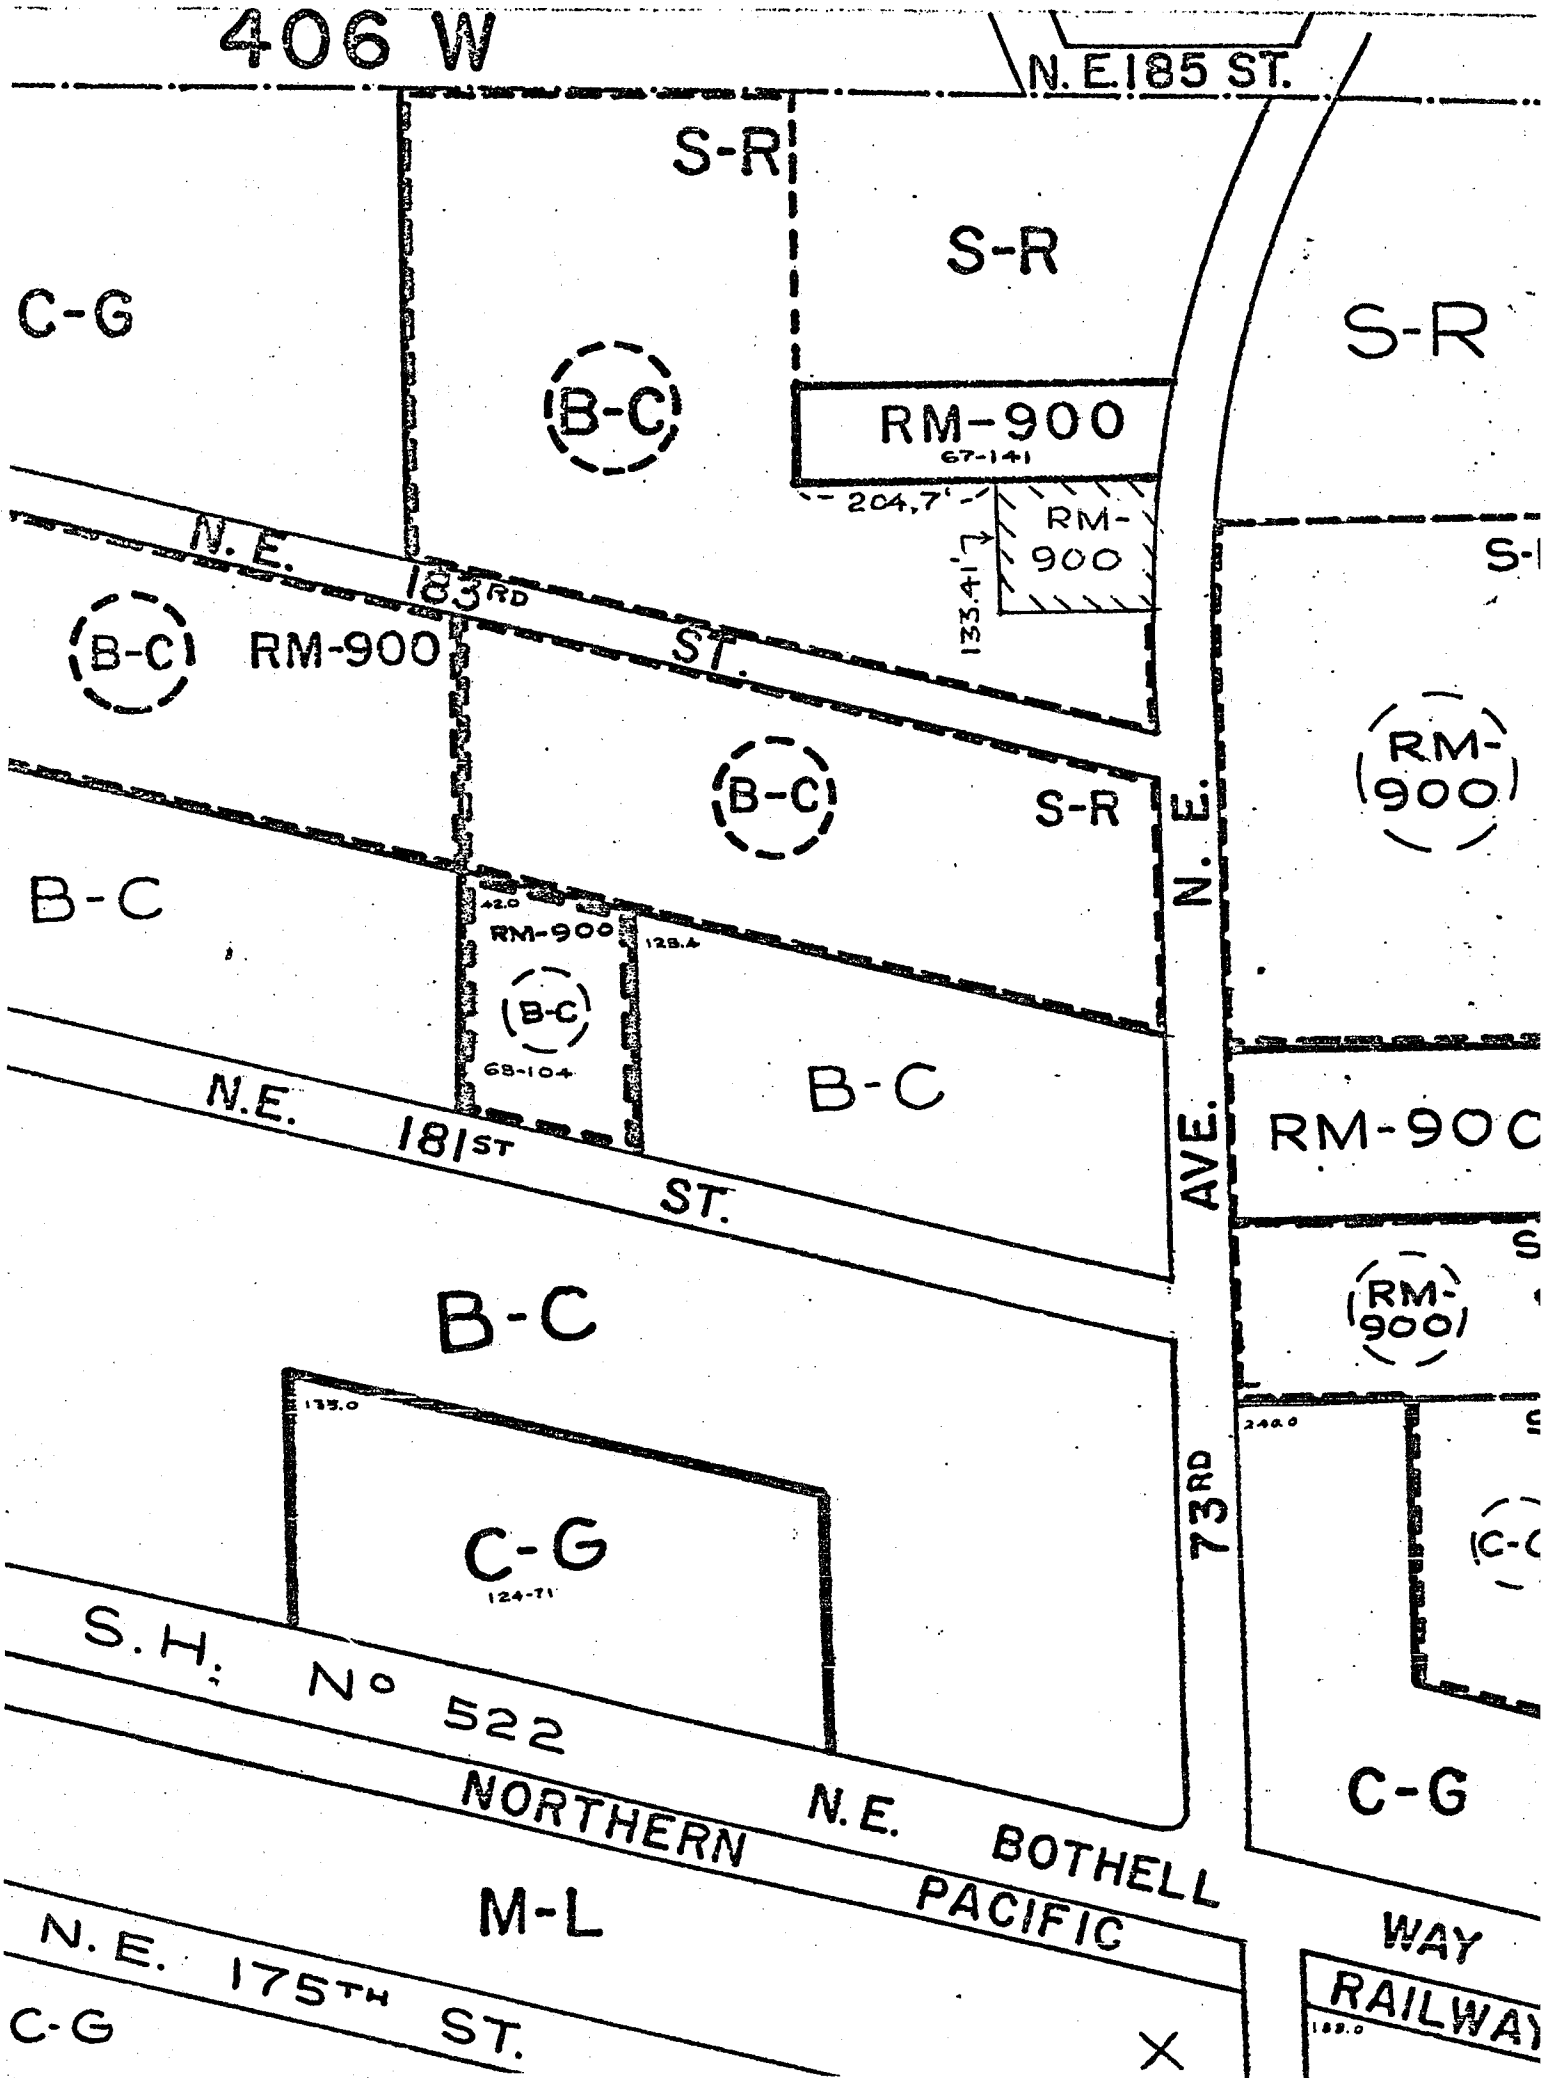 406 W
N.E. 185 ST.
S-R
S-R
C-G
S-R
B-C
RM-900
67-141
204,7'
RM-
900
133.41'
N. E. 183RD ST.
B-C
RM-900
B-C
S-R
RM-
900
B-C
42.0
RM-900
128.4
B-C
68-104
B-C
N.E. 181ST ST.
73RD AVE. N. E.
RM-900
RM-
900
B-C
135.0
240.0
C-G
124-71
S.H. No 522
N.E. BOTHELL WAY
C-G
NORTHERN PACIFIC RAILWAY
M-L
N.E. 175TH ST.
C-G
X